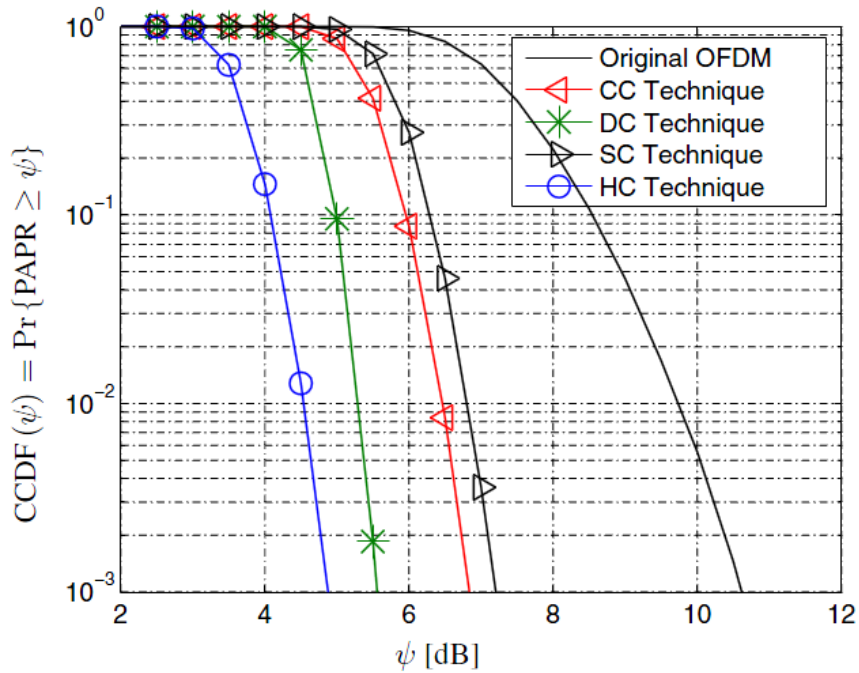 10^0
10^-1
10^-2
10^-3
CCDF (ψ) = Pr {PAPR ≥ ψ}
Original OFDM
CC Technique
DC Technique
SC Technique
HC Technique
2 4 6 8 10 12
ψ [dB]